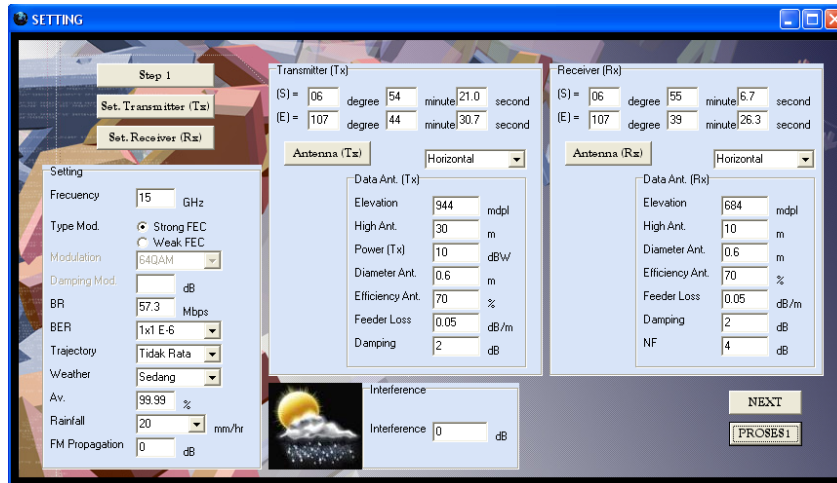 SETTING
Step 1
Set. Transmitter (Tx)
Set. Receiver (Rx)
Setting
Frecuency 15 GHz
Type Mod. Strong FEC
Weak FEC
Modulation 64QAM
Damping Mod. dB
BR 57.3 Mbps
BER 1x1 E-6
Trajectory Tidak Rata
Weather Sedang
Av. 99.99 %
Rainfall 20 mm/hr
FM Propagation 0 dB
Transmitter (Tx)
(S) = 06 degree 54 minute 21.0 second
(E) = 107 degree 44 minute 30.7 second
Antenna (Tx) Horizontal
Data Ant. (Tx)
Elevation 944 mdpl
High Ant. 30 m
Power (Tx) 10 dBW
Diameter Ant. 0.6 m
Efficiency Ant. 70 %
Feeder Loss 0.05 dB/m
Damping 2 dB
Receiver (Rx)
(S) = 06 degree 55 minute 6.7 second
(E) = 107 degree 39 minute 26.3 second
Antenna (Rx) Horizontal
Data Ant. (Rx)
Elevation 684 mdpl
High Ant. 10 m
Diameter Ant. 0.6 m
Efficiency Ant. 70 %
Feeder Loss 0.05 dB/m
Damping 2 dB
NF 4 dB
Interference
Interference 0 dB
NEXT
PROSES1